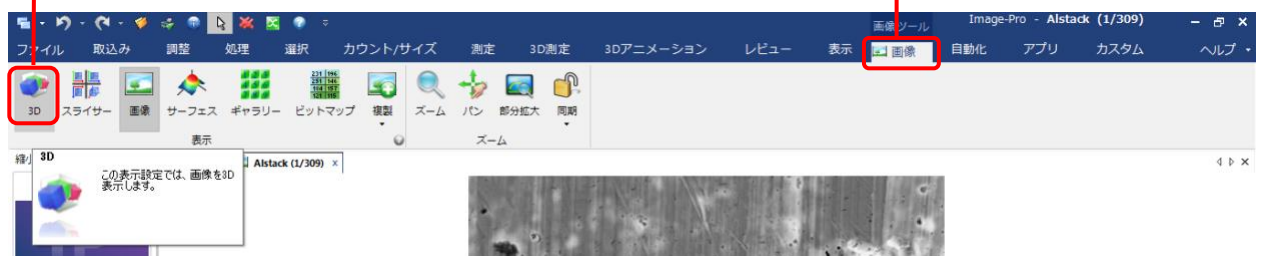 画像ツール
Image-Pro - Alstack (1/309)
ファイル 取込み 調整 処理 選択 カウント/サイズ 測定 3D測定 3Dアニメーション レビュー 表示 画像 自動化 アプリ カスタム ヘルプ
3D スライサー 画像 サーフェス ギャラリー ビットマップ 複製 ズーム パン 部分拡大 同期
表示 ズーム
Alstack (1/309) x
3D
この表示設定では、画像を3D
表示します。